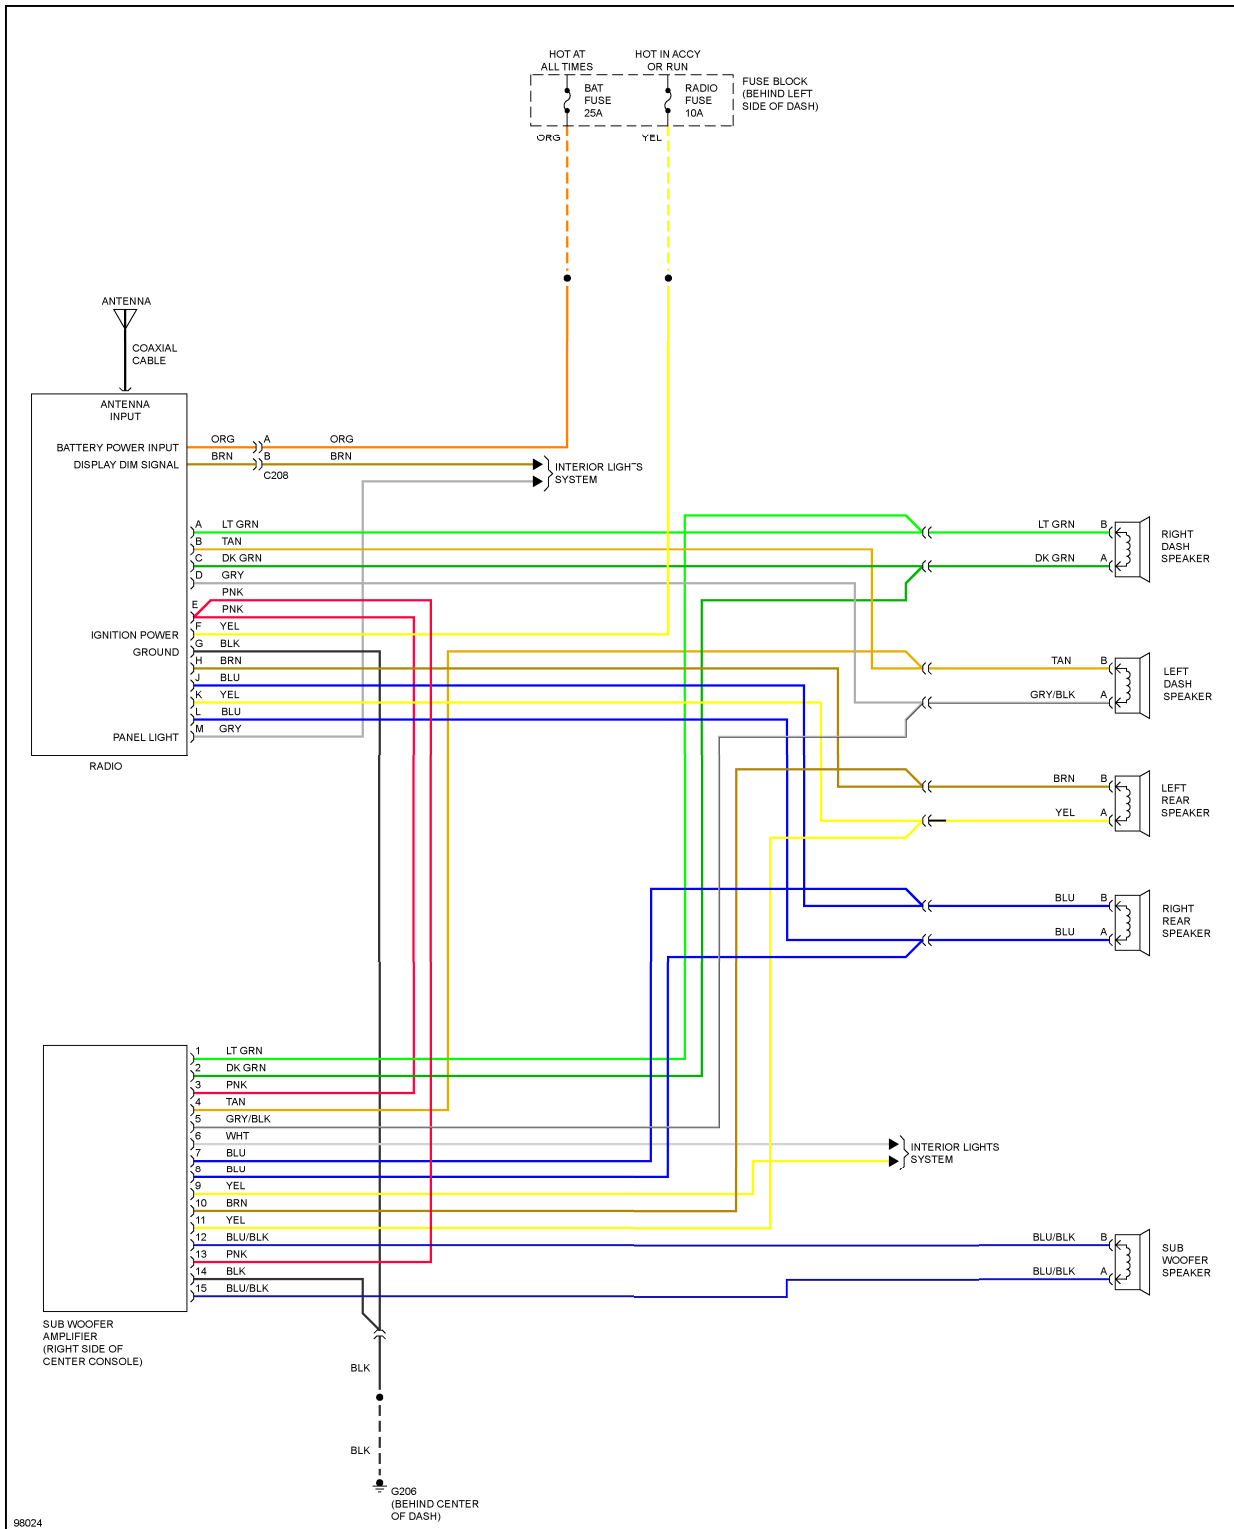 HOT AT
ALL TIMES
HOT IN ACCY
OR RUN
BAT
FUSE
25A
RADIO
FUSE
10A
FUSE BLOCK
(BEHIND LEFT
SIDE OF DASH)
ORG
YEL
ANTENNA
COAXIAL
CABLE
ANTENNA
INPUT
BATTERY POWER INPUT
ORG
A
ORG
DISPLAY DIM SIGNAL
BRN
B
BRN
C208
INTERIOR LIGHTS
SYSTEM
A
LT GRN
B
TAN
C
DK GRN
D
GRY
PNK
E
PNK
IGNITION POWER
F
YEL
GROUND
G
BLK
H
BRN
J
BLU
K
YEL
L
BLU
PANEL LIGHT
M
GRY
RADIO
LT GRN
B
DK GRN
A
RIGHT
DASH
SPEAKER
TAN
B
GRY/BLK
A
LEFT
DASH
SPEAKER
BRN
B
YEL
A
LEFT
REAR
SPEAKER
BLU
B
BLU
A
RIGHT
REAR
SPEAKER
1
LT GRN
2
DK GRN
3
PNK
4
TAN
5
GRY/BLK
6
WHT
7
BLU
8
BLU
9
YEL
10
BRN
11
YEL
12
BLU/BLK
13
PNK
14
BLK
15
BLU/BLK
INTERIOR LIGHTS
SYSTEM
BLU/BLK
B
BLU/BLK
A
SUB
WOOFER
SPEAKER
SUB WOOFER
AMPLIFIER
(RIGHT SIDE OF
CENTER CONSOLE)
BLK
BLK
G206
(BEHIND CENTER
OF DASH)
98024